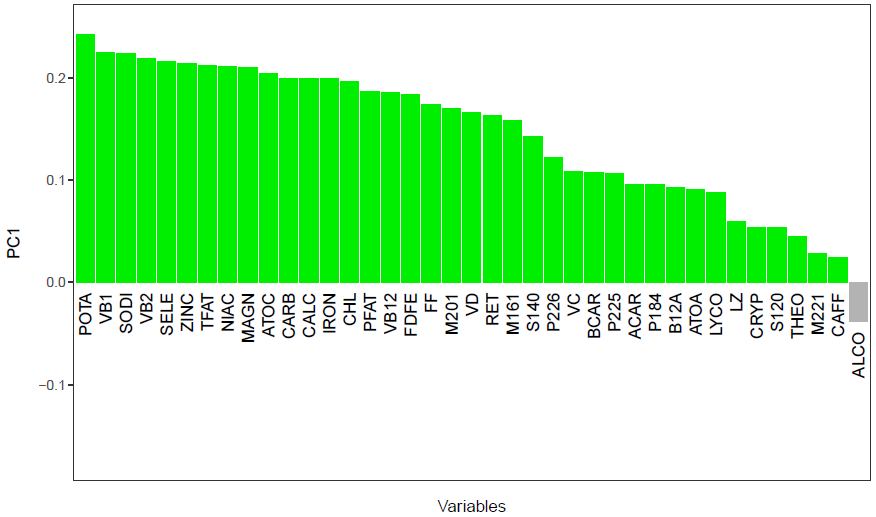 PC1
0.2
0.1
0.0
−0.1
POTA
VB1
SODI
VB2
SELE
ZINC
TFAT
NIAC
MAGN
ATOC
CARB
CALC
IRON
CHL
PFAT
VB12
FDFE
FF
M201
VD
RET
M161
S140
P226
VC
BCAR
P225
ACAR
P184
B12A
ATOA
LYCO
LZ
CRYP
S120
THEO
M221
CAFF
ALCO
Variables